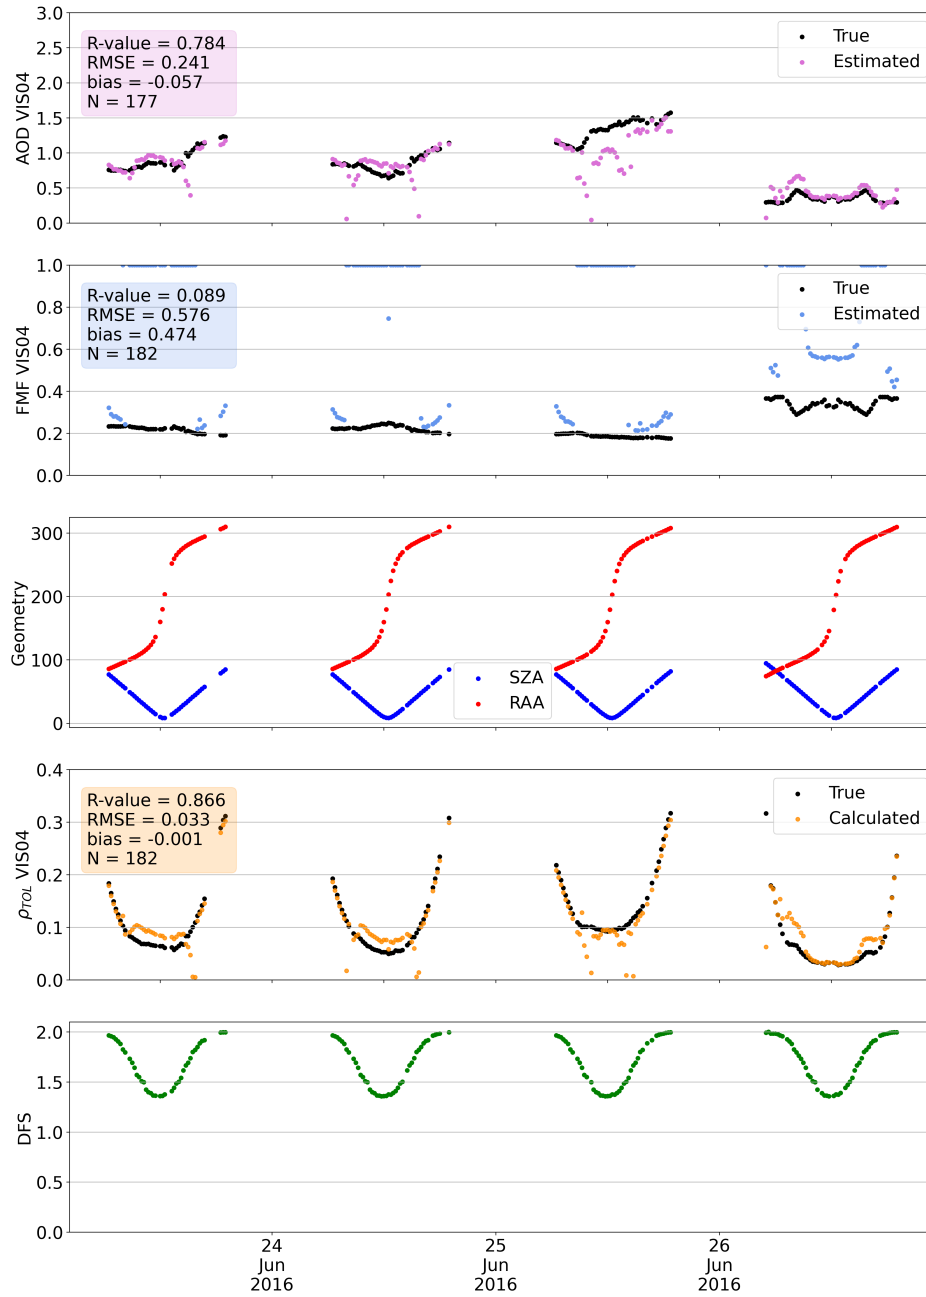 AOD VIS04
3.0
2.5
2.0
1.5
1.0
0.5
0.0
R-value = 0.784
RMSE = 0.241
bias = -0.057
N = 177
True
Estimated
FMF VIS04
1.0
0.8
0.6
0.4
0.2
0.0
R-value = 0.089
RMSE = 0.576
bias = 0.474
N = 182
True
Estimated
Geometry
300
200
100
0
SZA
RAA
ρTOL VIS04
0.4
0.3
0.2
0.1
0.0
R-value = 0.866
RMSE = 0.033
bias = -0.001
N = 182
True
Calculated
DFS
2.0
1.5
1.0
0.5
0.0
24
Jun
2016
25
Jun
2016
26
Jun
2016